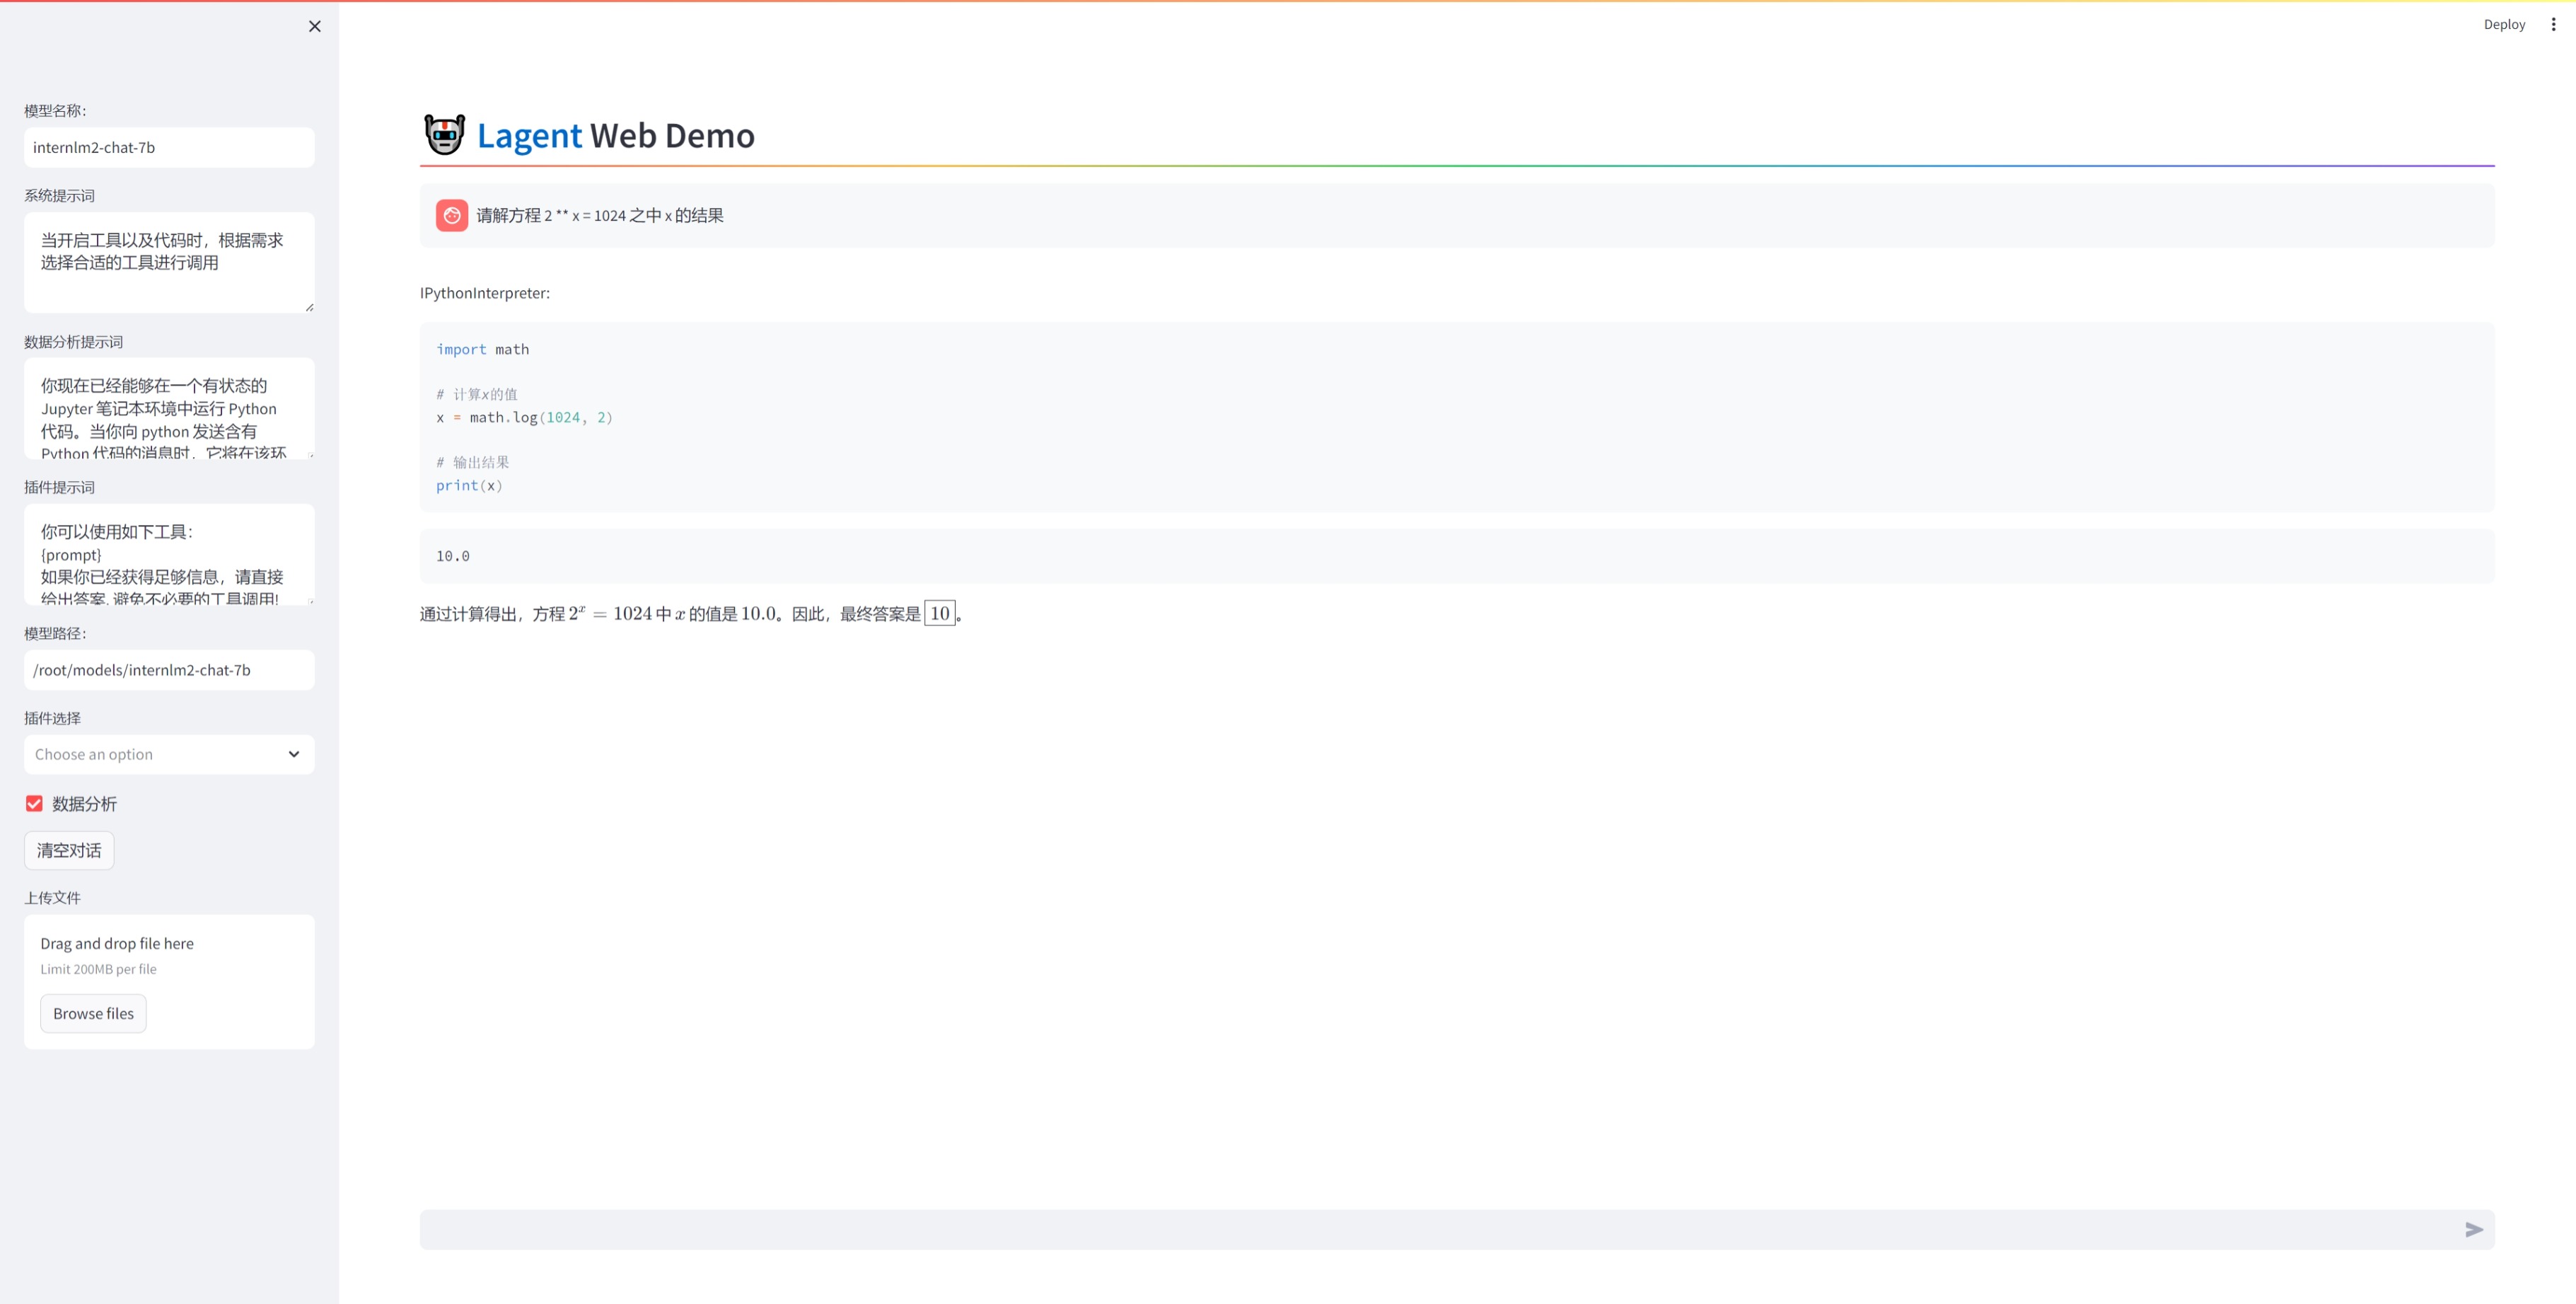 模型名称：
internlm2-chat-7b
系统提示词
当开启工具以及代码时，根据需求
选择合适的工具进行调用
数据分析提示词
你现在已经能够在一个有状态的
Jupyter 笔记本环境中运行 Python
代码。当你向 python 发送含有
Python 代码的消息时，它将在该环
插件提示词
你可以使用如下工具：
{prompt}
如果你已经获得足够信息，请直接
给出答案. 避免不必要的工具调用!
模型路径：
/root/models/internlm2-chat-7b
插件选择
Choose an option
数据分析
清空对话
上传文件
Drag and drop file here
Limit 200MB per file
Browse files
Deploy
Lagent Web Demo
请解方程 2 ** x = 1024 之中 x 的结果
IPythonInterpreter:
import math
# 计算x的值
x = math.log(1024, 2)
# 输出结果
print(x)
10.0
通过计算得出，方程 2^x = 1024 中 x 的值是 10.0。因此，最终答案是 10。